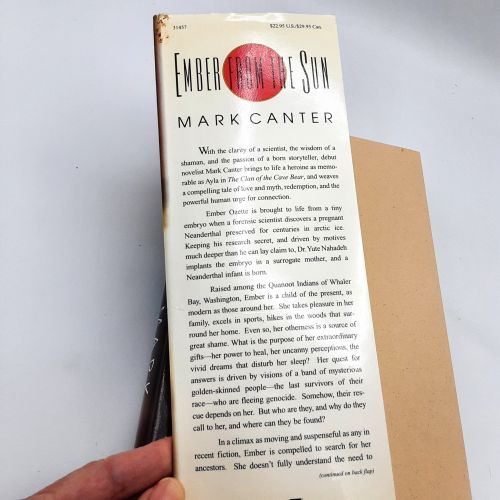 31457
$22.95 U.S./$29.95 Can.
EMBER FROM THE SUN
MARK CANTER
With the clarity of a scientist, the wisdom of a
shaman, and the passion of a born storyteller, debut
novelist Mark Canter brings to life a heroine as memo-
rable as Ayla in The Clan of the Cave Bear, and weaves
a compelling tale of love and myth, redemption, and the
powerful human urge for connection.
Ember Ozette is brought to life from a tiny
embryo when a forensic scientist discovers a pregnant
Neanderthal preserved for centuries in arctic ice.
Keeping his research secret, and driven by motives
much deeper than he can lay claim to, Dr. Yute Nahadeh
implants the embryo in a surrogate mother, and a
Neanderthal infant is born.
Raised among the Quanoot Indians of Whaler
Bay, Washington, Ember is a child of the present, as
modern as those around her. She takes pleasure in her
family, excels in sports, hikes in the woods that sur-
round her home. Even so, her otherness is a source of
great shame. What is the purpose of her extraordinary
gifts—her power to heal, her uncanny perceptions, the
vivid dreams that disturb her sleep? Her quest for
answers is driven by visions of a band of mysterious
golden-skinned people—the last survivors of their
race—who are fleeing genocide. Somehow, their res-
cue depends on her. But who are they, and why do they
call to her, and where can they be found?
In a climax as moving and suspenseful as any in
recent fiction, Ember is compelled to search for her
ancestors. She doesn't fully understand the need to
(continued on back flap)